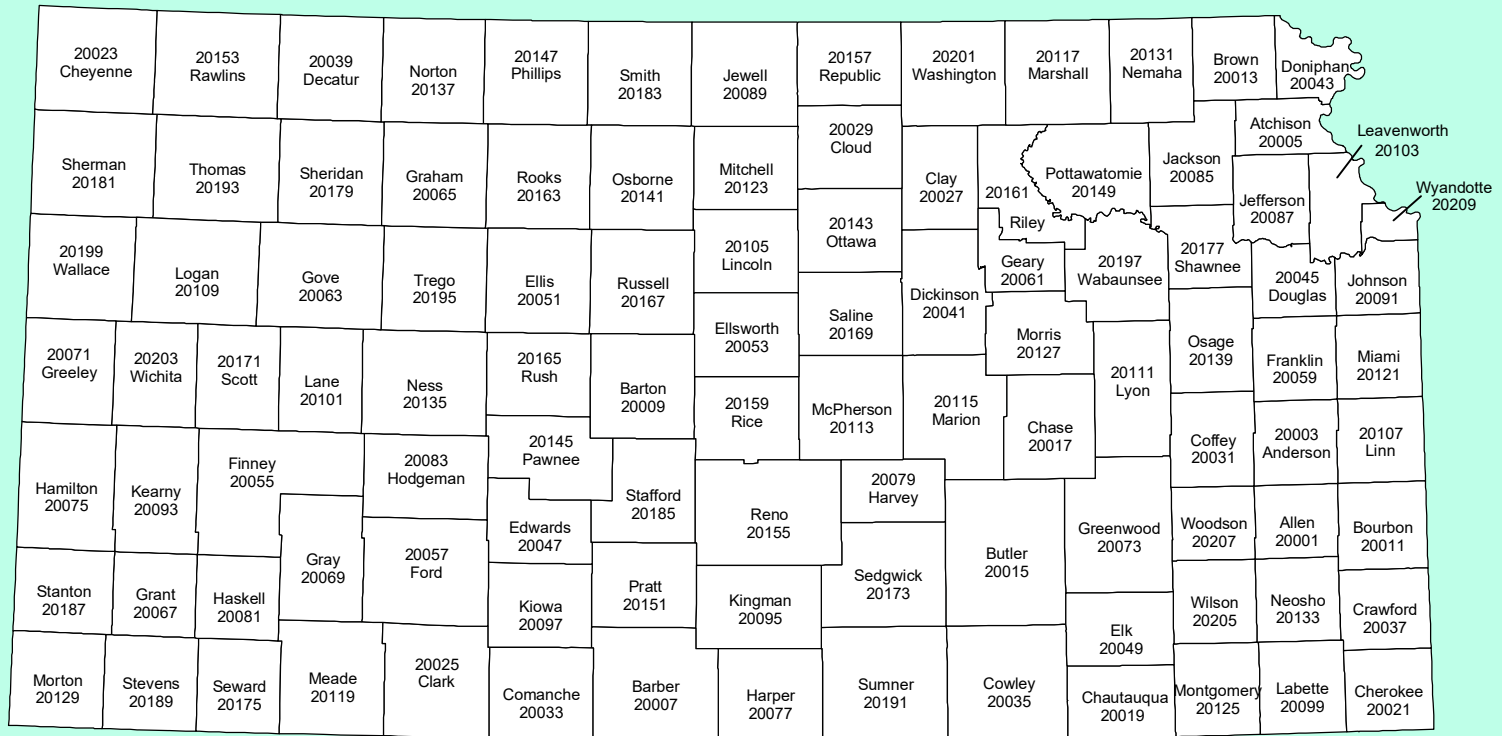 20023
Cheyenne
20153
Rawlins
20039
Decatur
Norton
20137
20147
Phillips
Smith
20183
Jewell
20089
20157
Republic
20201
Washington
20117
Marshall
20131
Nemaha
Brown
20013
Doniphan
20043
Atchison
20005
Leavenworth
20103
Sherman
20181
Thomas
20193
Sheridan
20179
Graham
20065
Rooks
20163
Osborne
20141
Mitchell
20123
20029
Cloud
Clay
20027
20161
Riley
Pottawatomie
20149
Jackson
20085
Jefferson
20087
Wyandotte
20209
20199
Wallace
Logan
20109
Gove
20063
Trego
20195
Ellis
20051
Russell
20167
20105
Lincoln
20143
Ottawa
Dickinson
20041
Geary
20061
20197
Wabaunsee
20177
Shawnee
20045
Douglas
Johnson
20091
20071
Greeley
20203
Wichita
20171
Scott
Lane
20101
Ness
20135
20165
Rush
Barton
20009
Ellsworth
20053
Saline
20169
Morris
20127
20111
Lyon
Osage
20139
Franklin
20059
Miami
20121
20159
Rice
McPherson
20113
20115
Marion
Chase
20017
Coffey
20031
20003
Anderson
20107
Linn
Hamilton
20075
Kearny
20093
Finney
20055
20083
Hodgeman
20145
Pawnee
Stafford
20185
Reno
20155
20079
Harvey
Edwards
20047
Gray
20069
20057
Ford
Butler
20015
Greenwood
20073
Woodson
20207
Allen
20001
Bourbon
20011
Stanton
20187
Grant
20067
Haskell
20081
Kiowa
20097
Pratt
20151
Kingman
20095
Sedgwick
20173
Elk
20049
Wilson
20205
Neosho
20133
Crawford
20037
Morton
20129
Stevens
20189
Seward
20175
Meade
20119
20025
Clark
Comanche
20033
Barber
20007
Harper
20077
Sumner
20191
Cowley
20035
Chautauqua
20019
Montgomery
20125
Labette
20099
Cherokee
20021